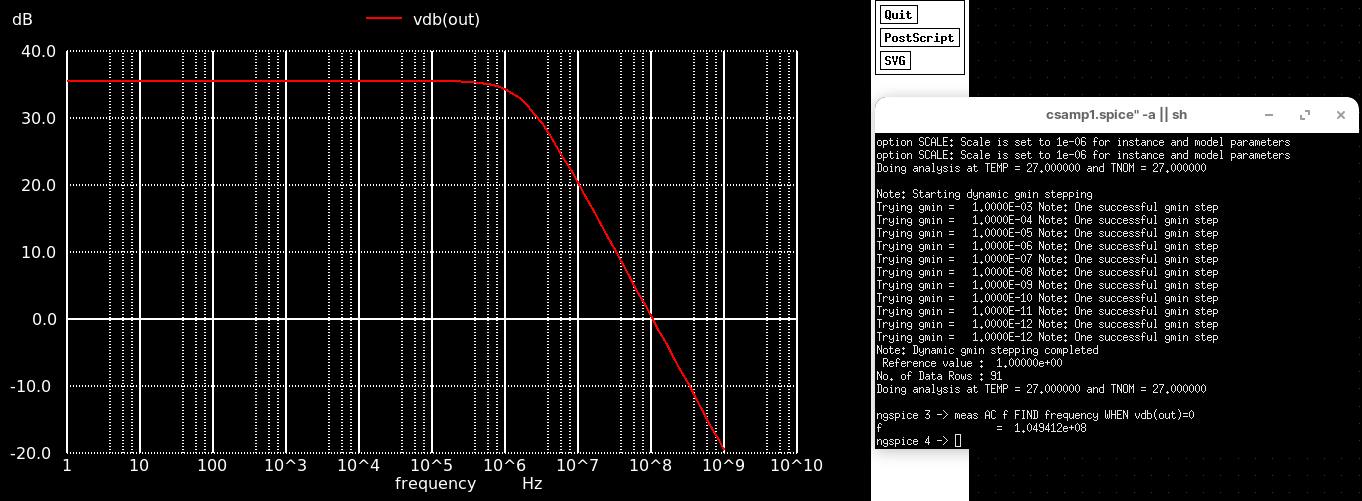 dB
vdb(out)
40.0
30.0
20.0
10.0
0.0
-10.0
-20.0
1 10 100 10^3 10^4 10^5 10^6 10^7 10^8 10^9 10^10
frequency Hz
Quit
PostScript
SVG
csamp1.spice" -a || sh
option SCALE: Scale is set to 1e-06 for instance and model parameters
option SCALE: Scale is set to 1e-06 for instance and model parameters
Doing analysis at TEMP = 27.000000 and TNOM = 27.000000
Note: Starting dynamic gmin stepping
Trying gmin = 1.0000E-03 Note: One successful gmin step
Trying gmin = 1.0000E-04 Note: One successful gmin step
Trying gmin = 1.0000E-05 Note: One successful gmin step
Trying gmin = 1.0000E-06 Note: One successful gmin step
Trying gmin = 1.0000E-07 Note: One successful gmin step
Trying gmin = 1.0000E-08 Note: One successful gmin step
Trying gmin = 1.0000E-09 Note: One successful gmin step
Trying gmin = 1.0000E-10 Note: One successful gmin step
Trying gmin = 1.0000E-11 Note: One successful gmin step
Trying gmin = 1.0000E-12 Note: One successful gmin step
Trying gmin = 1.0000E-12 Note: One successful gmin step
Note: Dynamic gmin stepping completed
Reference value : 1.00000e+00
No. of Data Rows : 91
Doing analysis at TEMP = 27.000000 and TNOM = 27.000000
ngspice 3 -> meas AC f FIND frequency WHEN vdb(out)=0
f = 1.049412e+08
ngspice 4 ->